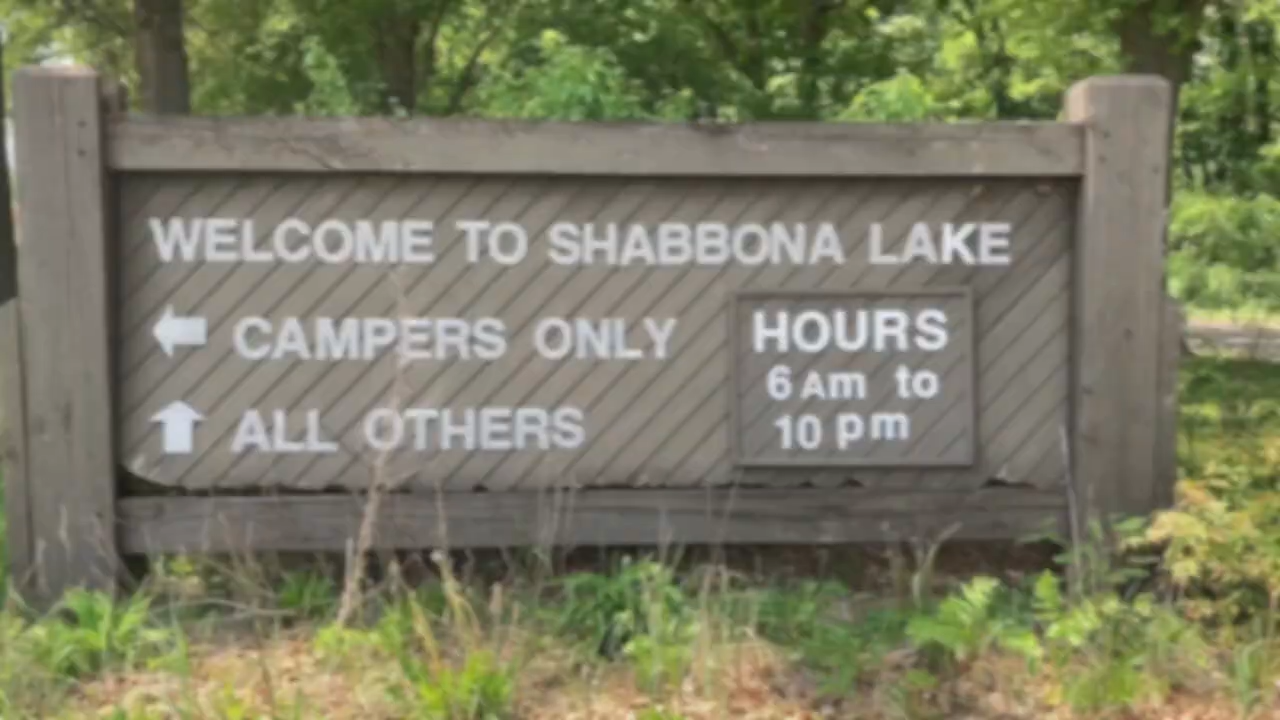 WELCOME TO SHABBONA LAKE
CAMPERS ONLY
ALL OTHERS
HOURS
6 Am to
10 pm